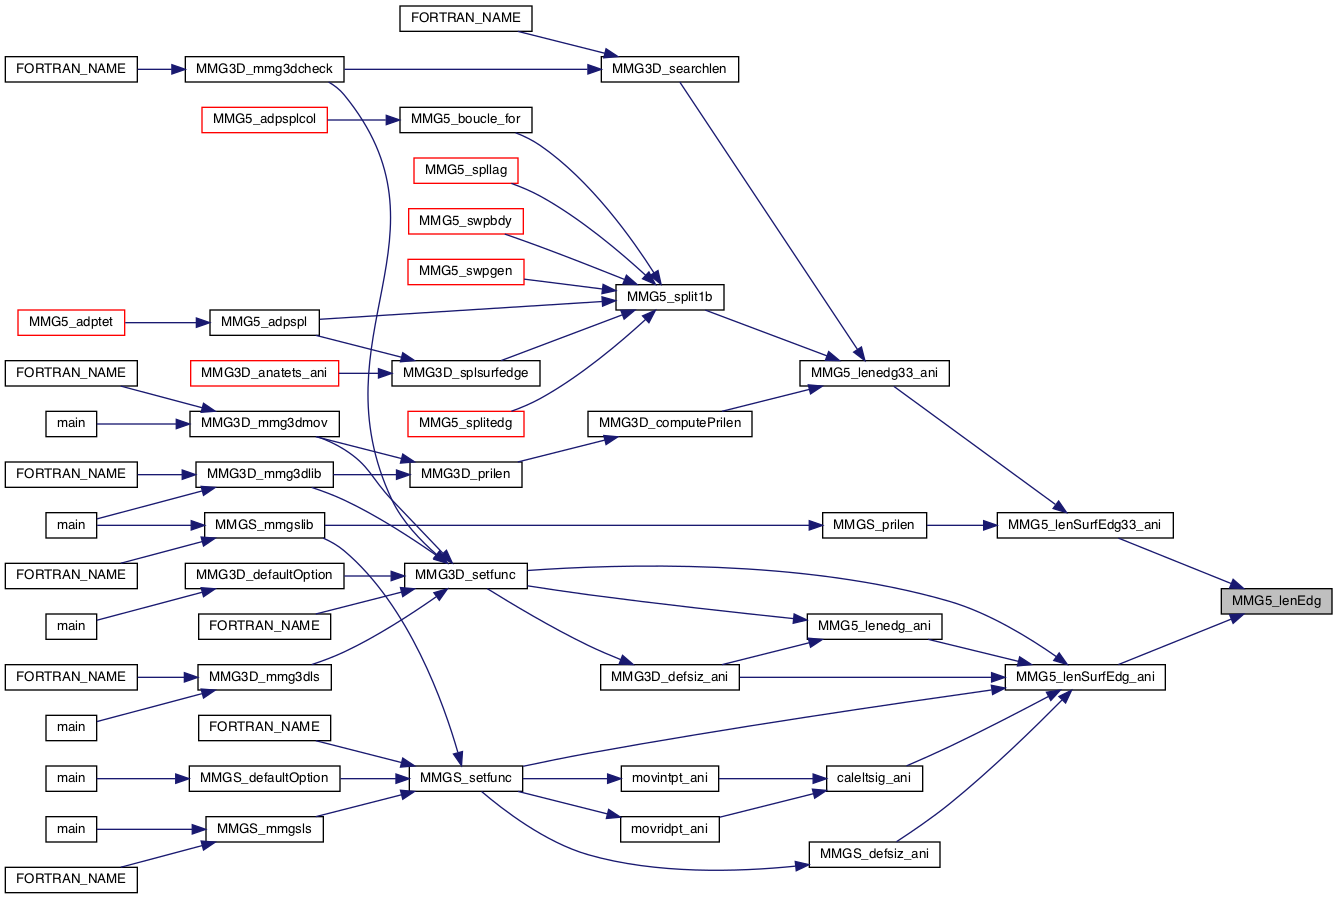 FORTRAN_NAME
FORTRAN_NAME
MMG3D_mmg3dcheck
MMG3D_searchlen
MMG5_adpsplcol
MMG5_boucle_for
MMG5_spllag
MMG5_swpbdy
MMG5_swpgen
MMG5_split1b
MMG5_adptet
MMG5_adpspl
FORTRAN_NAME
MMG3D_anatets_ani
MMG3D_splsurfedge
MMG5_lenedg33_ani
main
MMG3D_mmg3dmov
MMG5_splitedg
MMG3D_computePrilen
FORTRAN_NAME
MMG3D_mmg3dlib
MMG3D_prilen
main
MMGS_mmgslib
MMGS_prilen
MMG5_lenSurfEdg33_ani
FORTRAN_NAME
MMG3D_defaultOption
MMG3D_setfunc
MMG5_lenEdg
main
FORTRAN_NAME
MMG5_lenedg_ani
FORTRAN_NAME
MMG3D_mmg3dls
MMG3D_defsiz_ani
MMG5_lenSurfEdg_ani
main
FORTRAN_NAME
main
MMGS_defaultOption
MMGS_setfunc
movintpt_ani
caleltsig_ani
main
MMGS_mmgsls
movridpt_ani
MMGS_defsiz_ani
FORTRAN_NAME